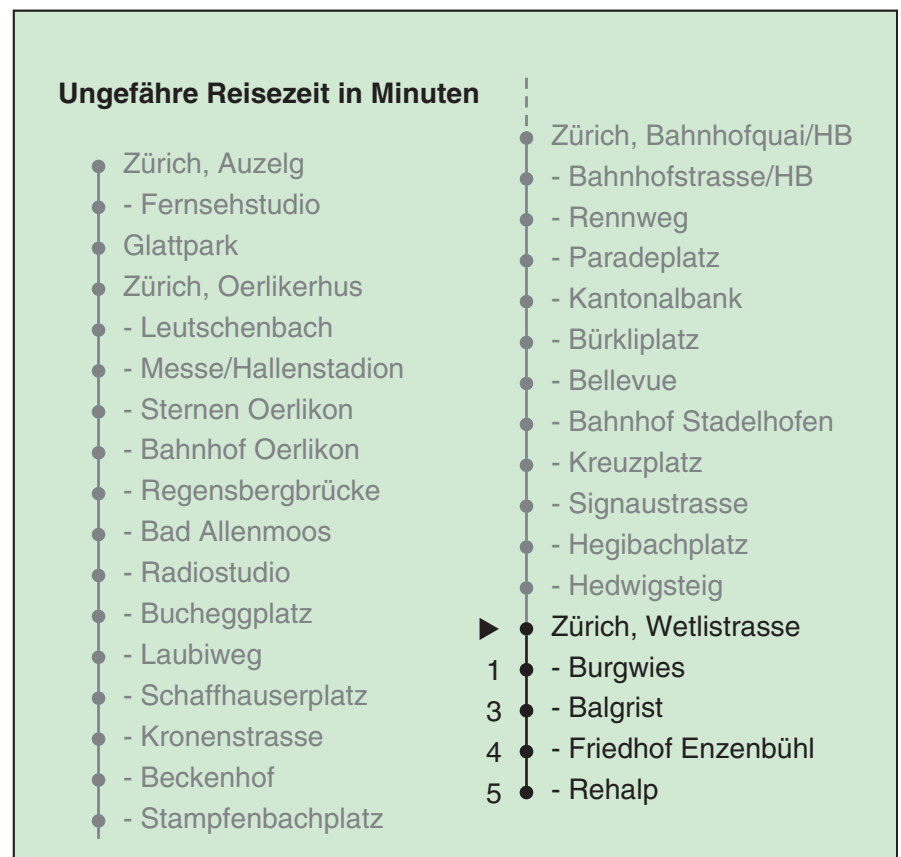 Ungefähre Reisezeit in Minuten
Zürich, Auzelg
- Fernsehstudio
Glattpark
Zürich, Oerlikerhus
- Leutschenbach
- Messe/Hallenstadion
- Sternen Oerlikon
- Bahnhof Oerlikon
- Regensbergbrücke
- Bad Allenmoos
- Radiostudio
- Bucheggplatz
- Laubiweg
- Schaffhauserplatz
- Kronenstrasse
- Beckenhof
- Stampfenbachplatz
Zürich, Bahnhofquai/HB
- Bahnhofstrasse/HB
- Rennweg
- Paradeplatz
- Kantonalbank
- Bürkliplatz
- Bellevue
- Bahnhof Stadelhofen
- Kreuzplatz
- Signaustrasse
- Hegibachplatz
- Hedwigsteig
Zürich, Wetlistrasse
1 - Burgwies
3 - Balgrist
4 - Friedhof Enzenbühl
5 - Rehalp